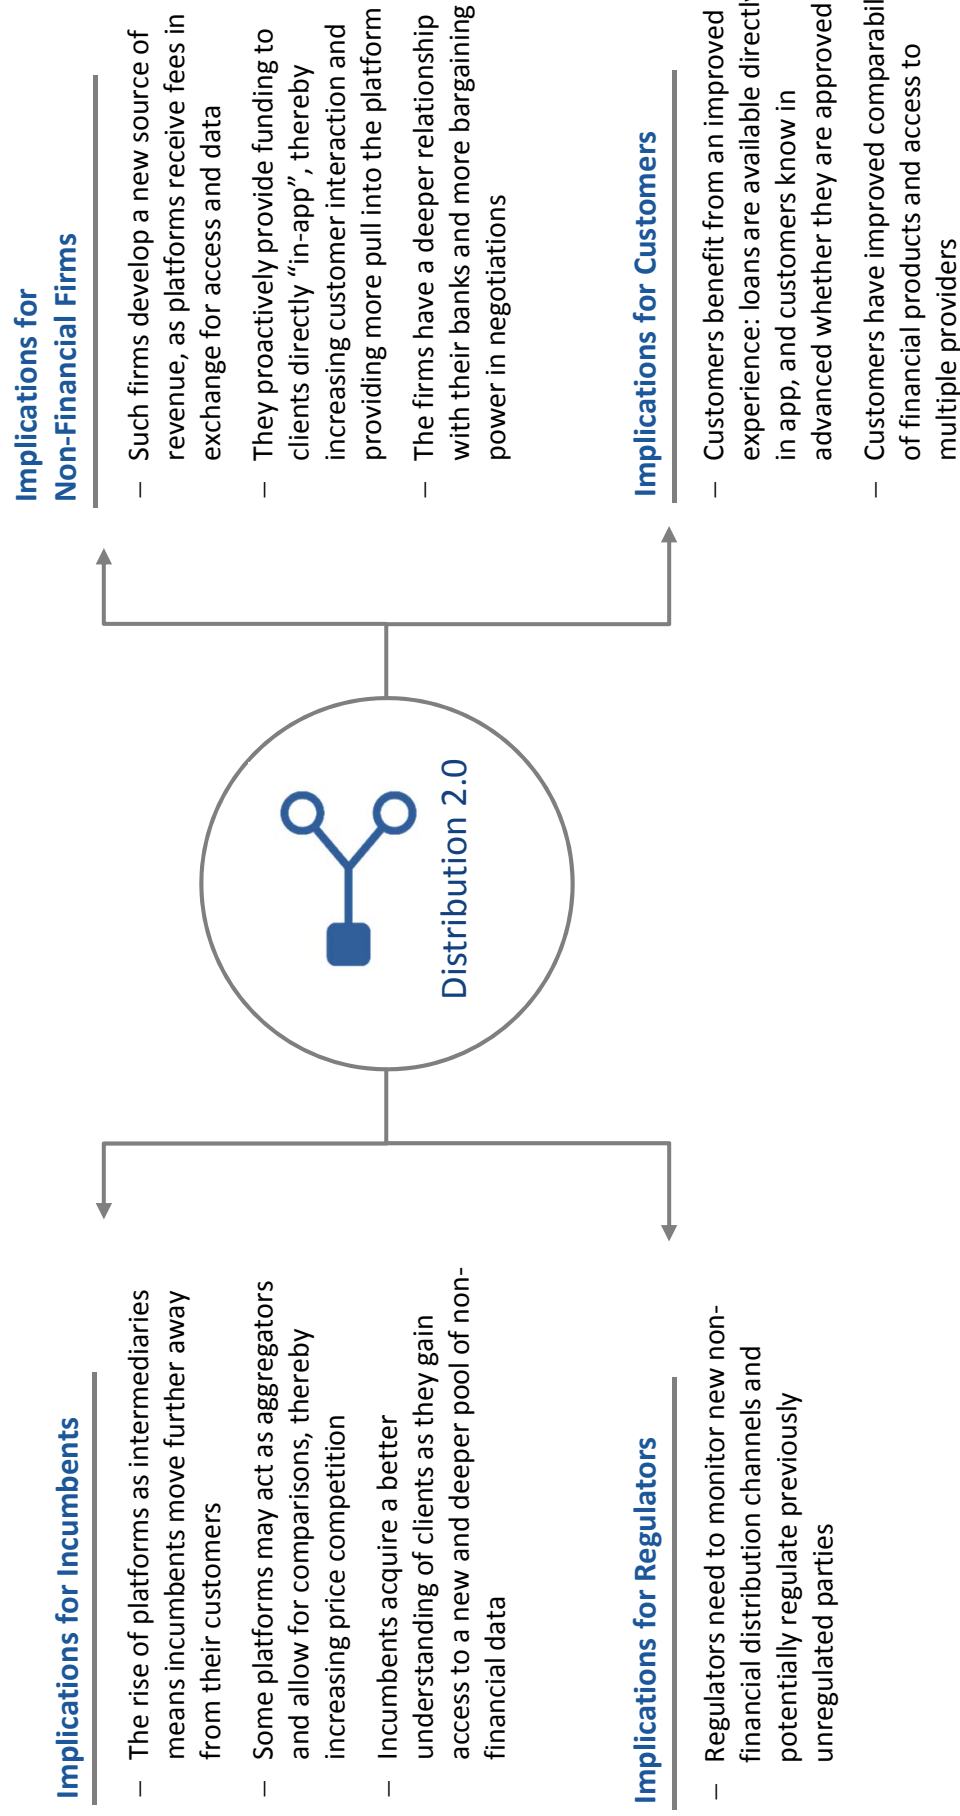 Implications for Incumbents
– The rise of platforms as intermediaries
means incumbents move further away
from their customers
– Some platforms may act as aggregators
and allow for comparisons, thereby
increasing price competition
– Incumbents acquire a better
understanding of clients as they gain
access to a new and deeper pool of non-
financial data
Implications for Regulators
– Regulators need to monitor new non-
financial distribution channels and
potentially regulate previously
unregulated parties
Distribution 2.0
Implications for
Non-Financial Firms
– Such firms develop a new source of
revenue, as platforms receive fees in
exchange for access and data
– They proactively provide funding to
clients directly “in-app”, thereby
increasing customer interaction and
providing more pull into the platform
– The firms have a deeper relationship
with their banks and more bargaining
power in negotiations
Implications for Customers
– Customers benefit from an improved
experience: loans are available directly
in app, and customers know in
advanced whether they are approved
– Customers have improved
of financial products and access to
multiple providers